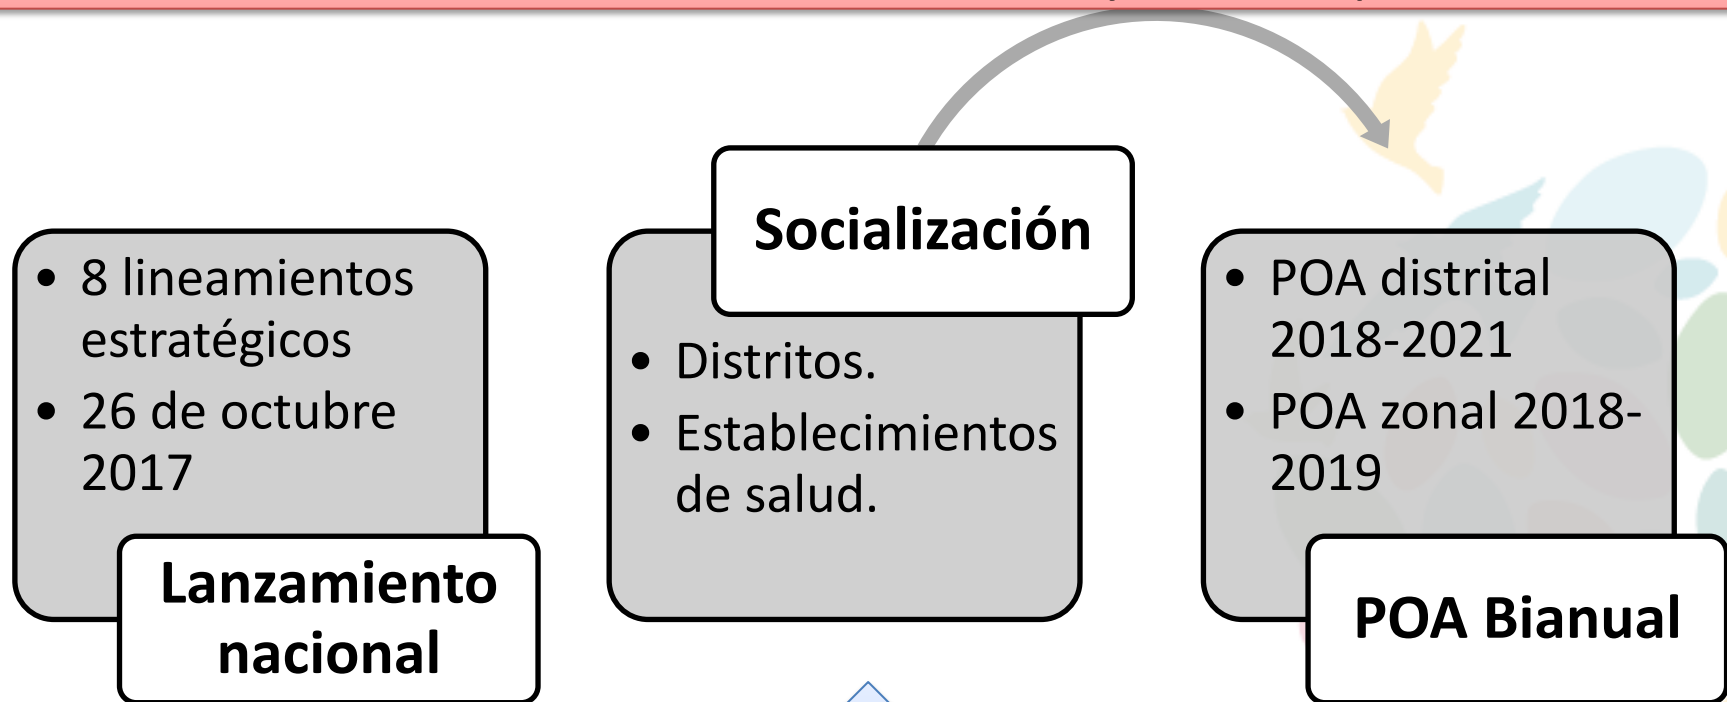 • 8 lineamientos
estratégicos
• 26 de octubre
2017
Lanzamiento
nacional
Socialización
• Distritos.
• Establecimientos
de salud.
• POA distrital
2018-2021
• POA zonal 2018-
2019
POA Bianual